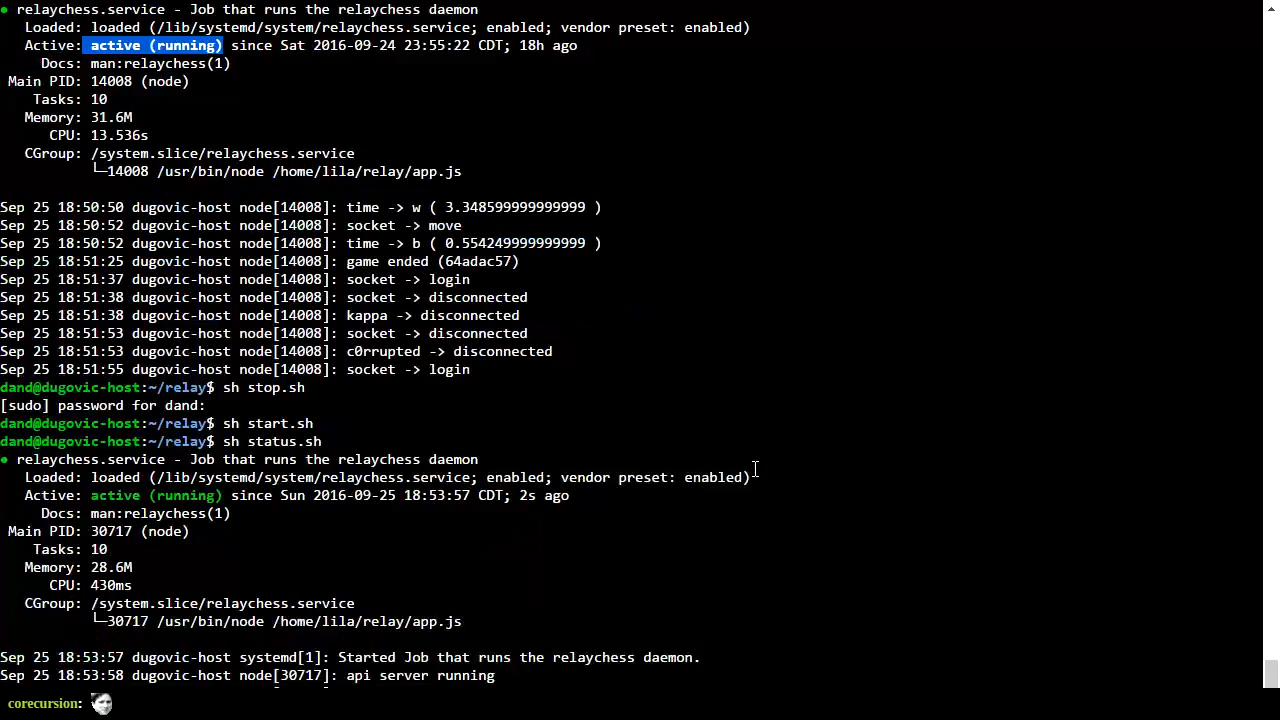 ● relaychess.service - Job that runs the relaychess daemon
Loaded: loaded (/lib/systemd/system/relaychess.service; enabled; vendor preset: enabled)
Active: active (running) since Sat 2016-09-24 23:55:22 CDT; 18h ago
Docs: man:relaychess(1)
Main PID: 14008 (node)
Tasks: 10
Memory: 31.6M
CPU: 13.536s
CGroup: /system.slice/relaychess.service
└─14008 /usr/bin/node /home/lila/relay/app.js
Sep 25 18:50:50 dugovic-host node[14008]: time -> w ( 3.348599999999999 )
Sep 25 18:50:52 dugovic-host node[14008]: socket -> move
Sep 25 18:50:52 dugovic-host node[14008]: time -> b ( 0.554249999999999 )
Sep 25 18:51:25 dugovic-host node[14008]: game ended (64adac57)
Sep 25 18:51:37 dugovic-host node[14008]: socket -> login
Sep 25 18:51:38 dugovic-host node[14008]: socket -> disconnected
Sep 25 18:51:38 dugovic-host node[14008]: kappa -> disconnected
Sep 25 18:51:53 dugovic-host node[14008]: socket -> disconnected
Sep 25 18:51:53 dugovic-host node[14008]: c0rrupted -> disconnected
Sep 25 18:51:55 dugovic-host node[14008]: socket -> login
dand@dugovic-host:~/relay$ sh stop.sh
[sudo] password for dand:
dand@dugovic-host:~/relay$ sh start.sh
dand@dugovic-host:~/relay$ sh status.sh
● relaychess.service - Job that runs the relaychess daemon
Loaded: loaded (/lib/systemd/system/relaychess.service; enabled; vendor preset: enabled)
Active: active (running) since Sun 2016-09-25 18:53:57 CDT; 2s ago
Docs: man:relaychess(1)
Main PID: 30717 (node)
Tasks: 10
Memory: 28.6M
CPU: 430ms
CGroup: /system.slice/relaychess.service
└─30717 /usr/bin/node /home/lila/relay/app.js
Sep 25 18:53:57 dugovic-host systemd[1]: Started Job that runs the relaychess daemon.
Sep 25 18:53:58 dugovic-host node[30717]: api server running
corecursion: